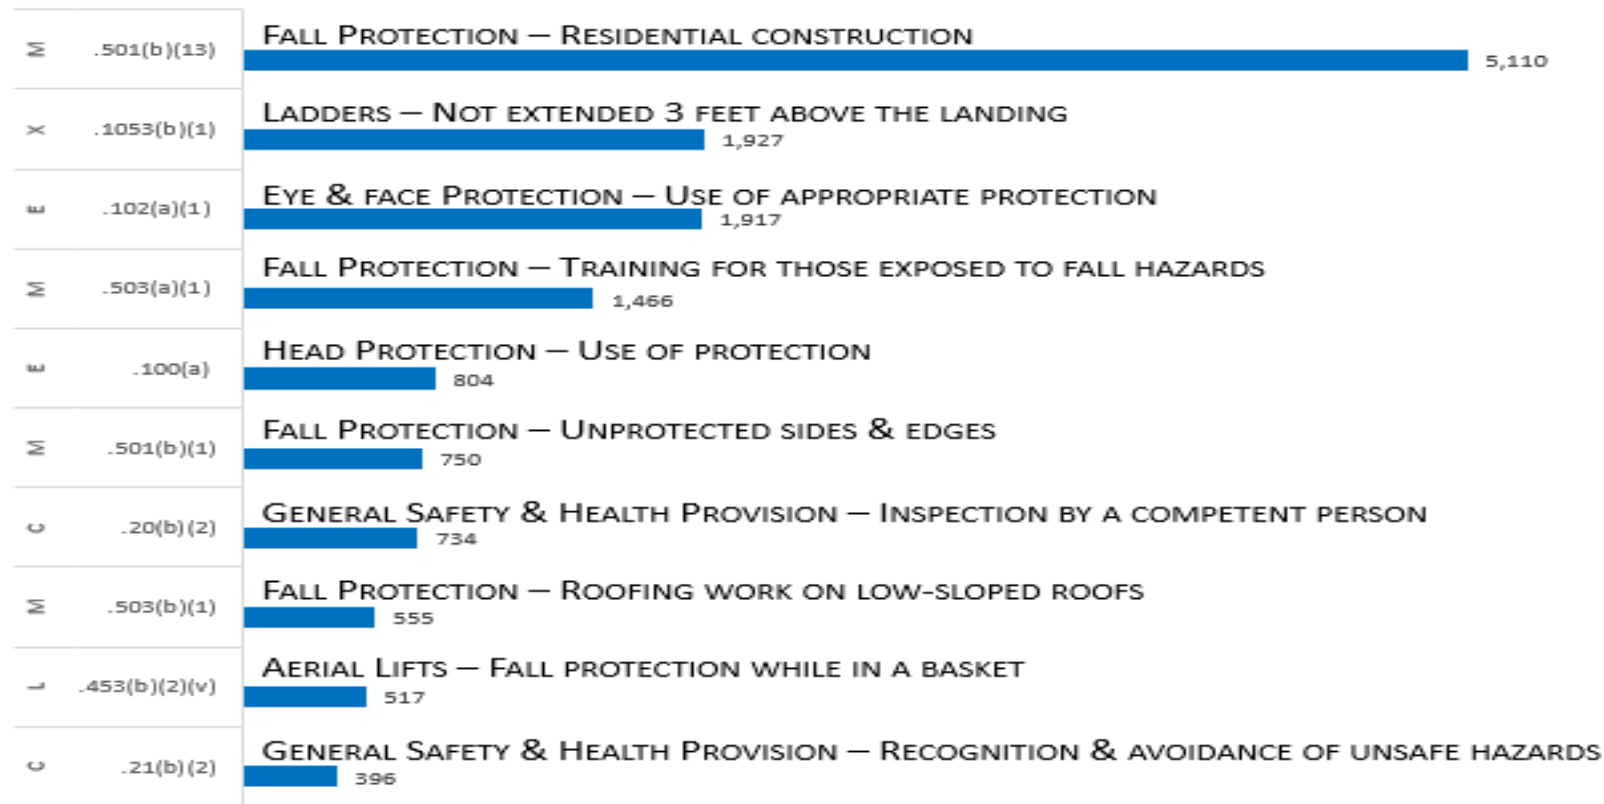 M .501(b)(13) FALL PROTECTION – RESIDENTIAL CONSTRUCTION
5,110
X .1053(b)(1) LADDERS – NOT EXTENDED 3 FEET ABOVE THE LANDING
1,927
E .102(a)(1) EYE & FACE PROTECTION – USE OF APPROPRIATE PROTECTION
1,917
M .503(a)(1) FALL PROTECTION – TRAINING FOR THOSE EXPOSED TO FALL HAZARDS
1,466
E .100(a) HEAD PROTECTION – USE OF PROTECTION
804
M .501(b)(1) FALL PROTECTION – UNPROTECTED SIDES & EDGES
750
C .20(b)(2) GENERAL SAFETY & HEALTH PROVISION – INSPECTION BY A COMPETENT PERSON
734
M .503(b)(1) FALL PROTECTION – ROOFING WORK ON LOW-SLOPED ROOFS
555
L .453(b)(2)(v) AERIAL LIFTS – FALL PROTECTION WHILE IN A BASKET
517
C .21(b)(2) GENERAL SAFETY & HEALTH PROVISION – RECOGNITION & AVOIDANCE OF UNSAFE HAZARDS
396